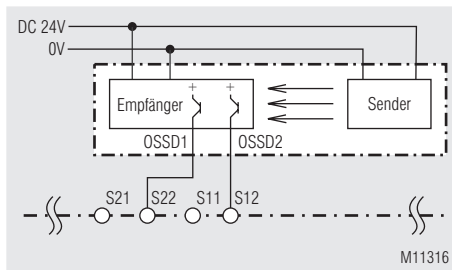 DC 24V
0V
+ +
Empfänger
Sender
OSSD1 OSSD2
S21 S22 S11 S12
M11316